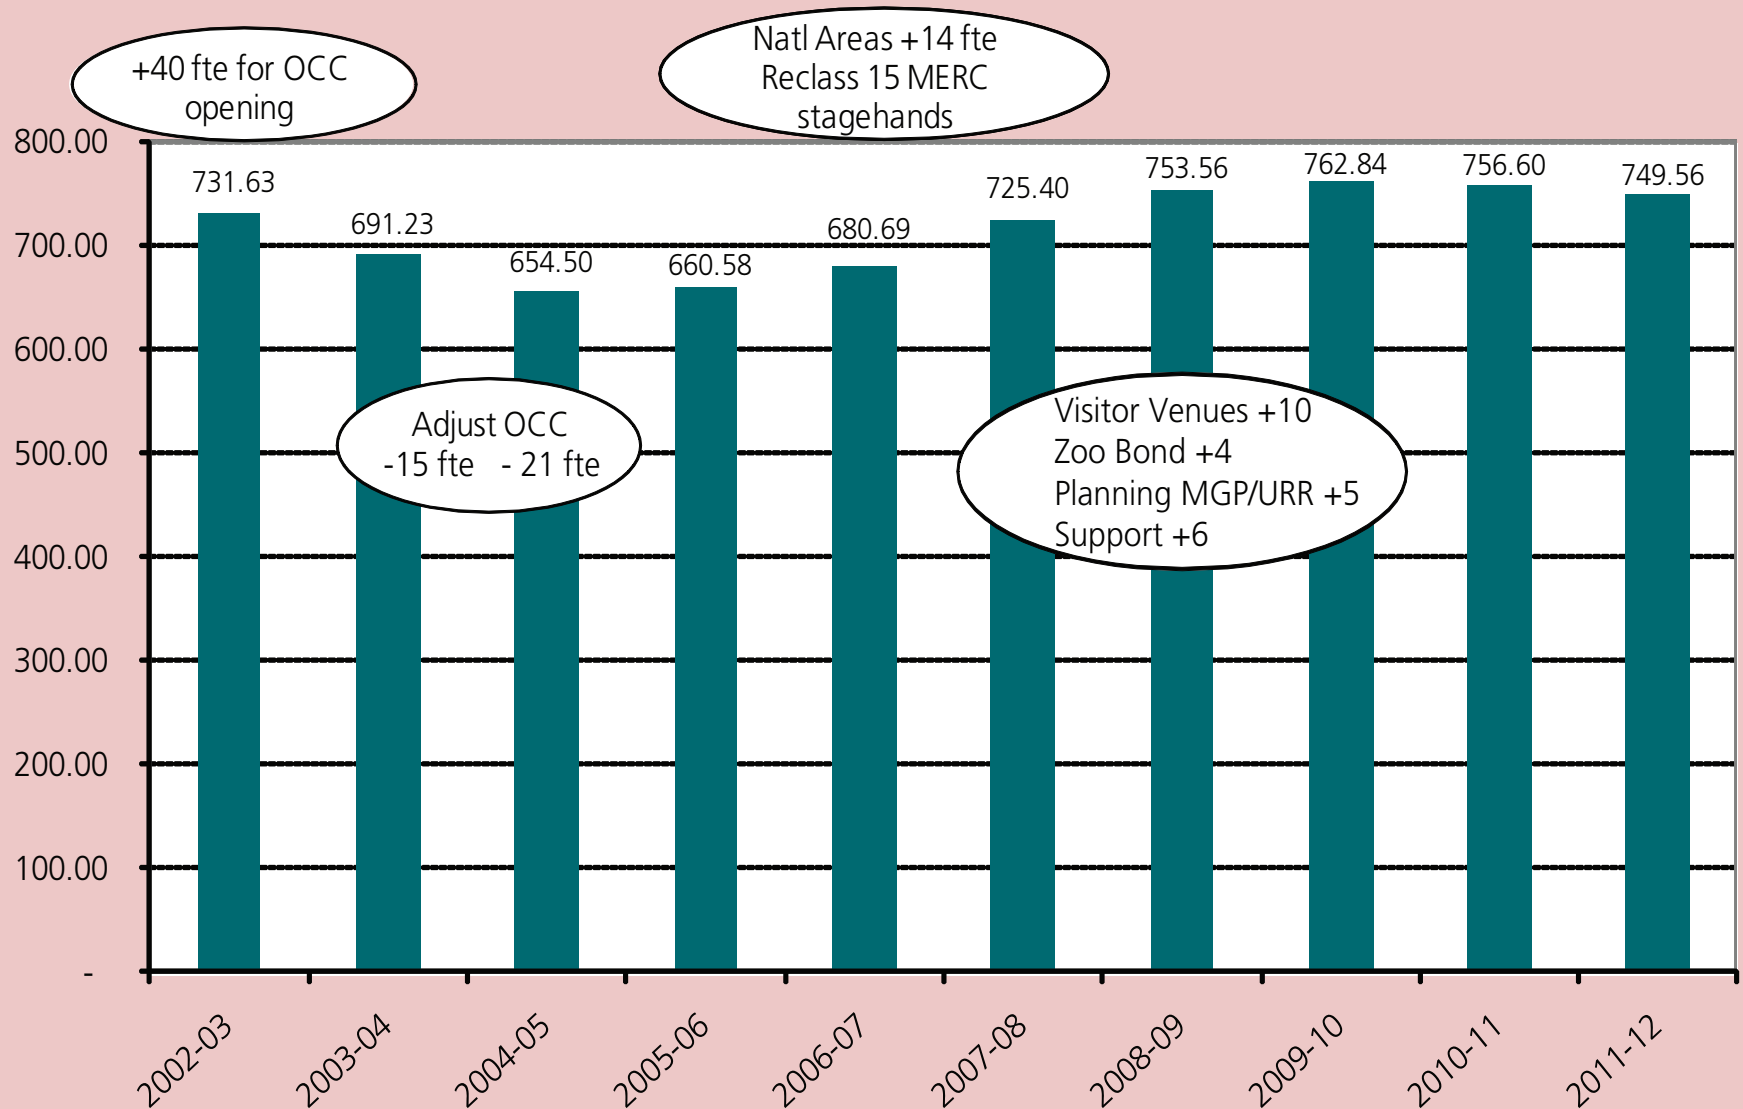 +40 fte for OCC
opening
Natl Areas +14 fte
Reclass 15 MERC
stagehands
800.00
700.00
600.00
500.00
400.00
300.00
200.00
100.00
-
731.63
691.23
654.50
660.58
680.69
725.40
753.56
762.84
756.60
749.56
Adjust OCC
-15 fte - 21 fte
Visitor Venues +10
Zoo Bond +4
Planning MGP/URR +5
Support +6
2002-03
2003-04
2004-05
2005-06
2006-07
2007-08
2008-09
2009-10
2010-11
2011-12